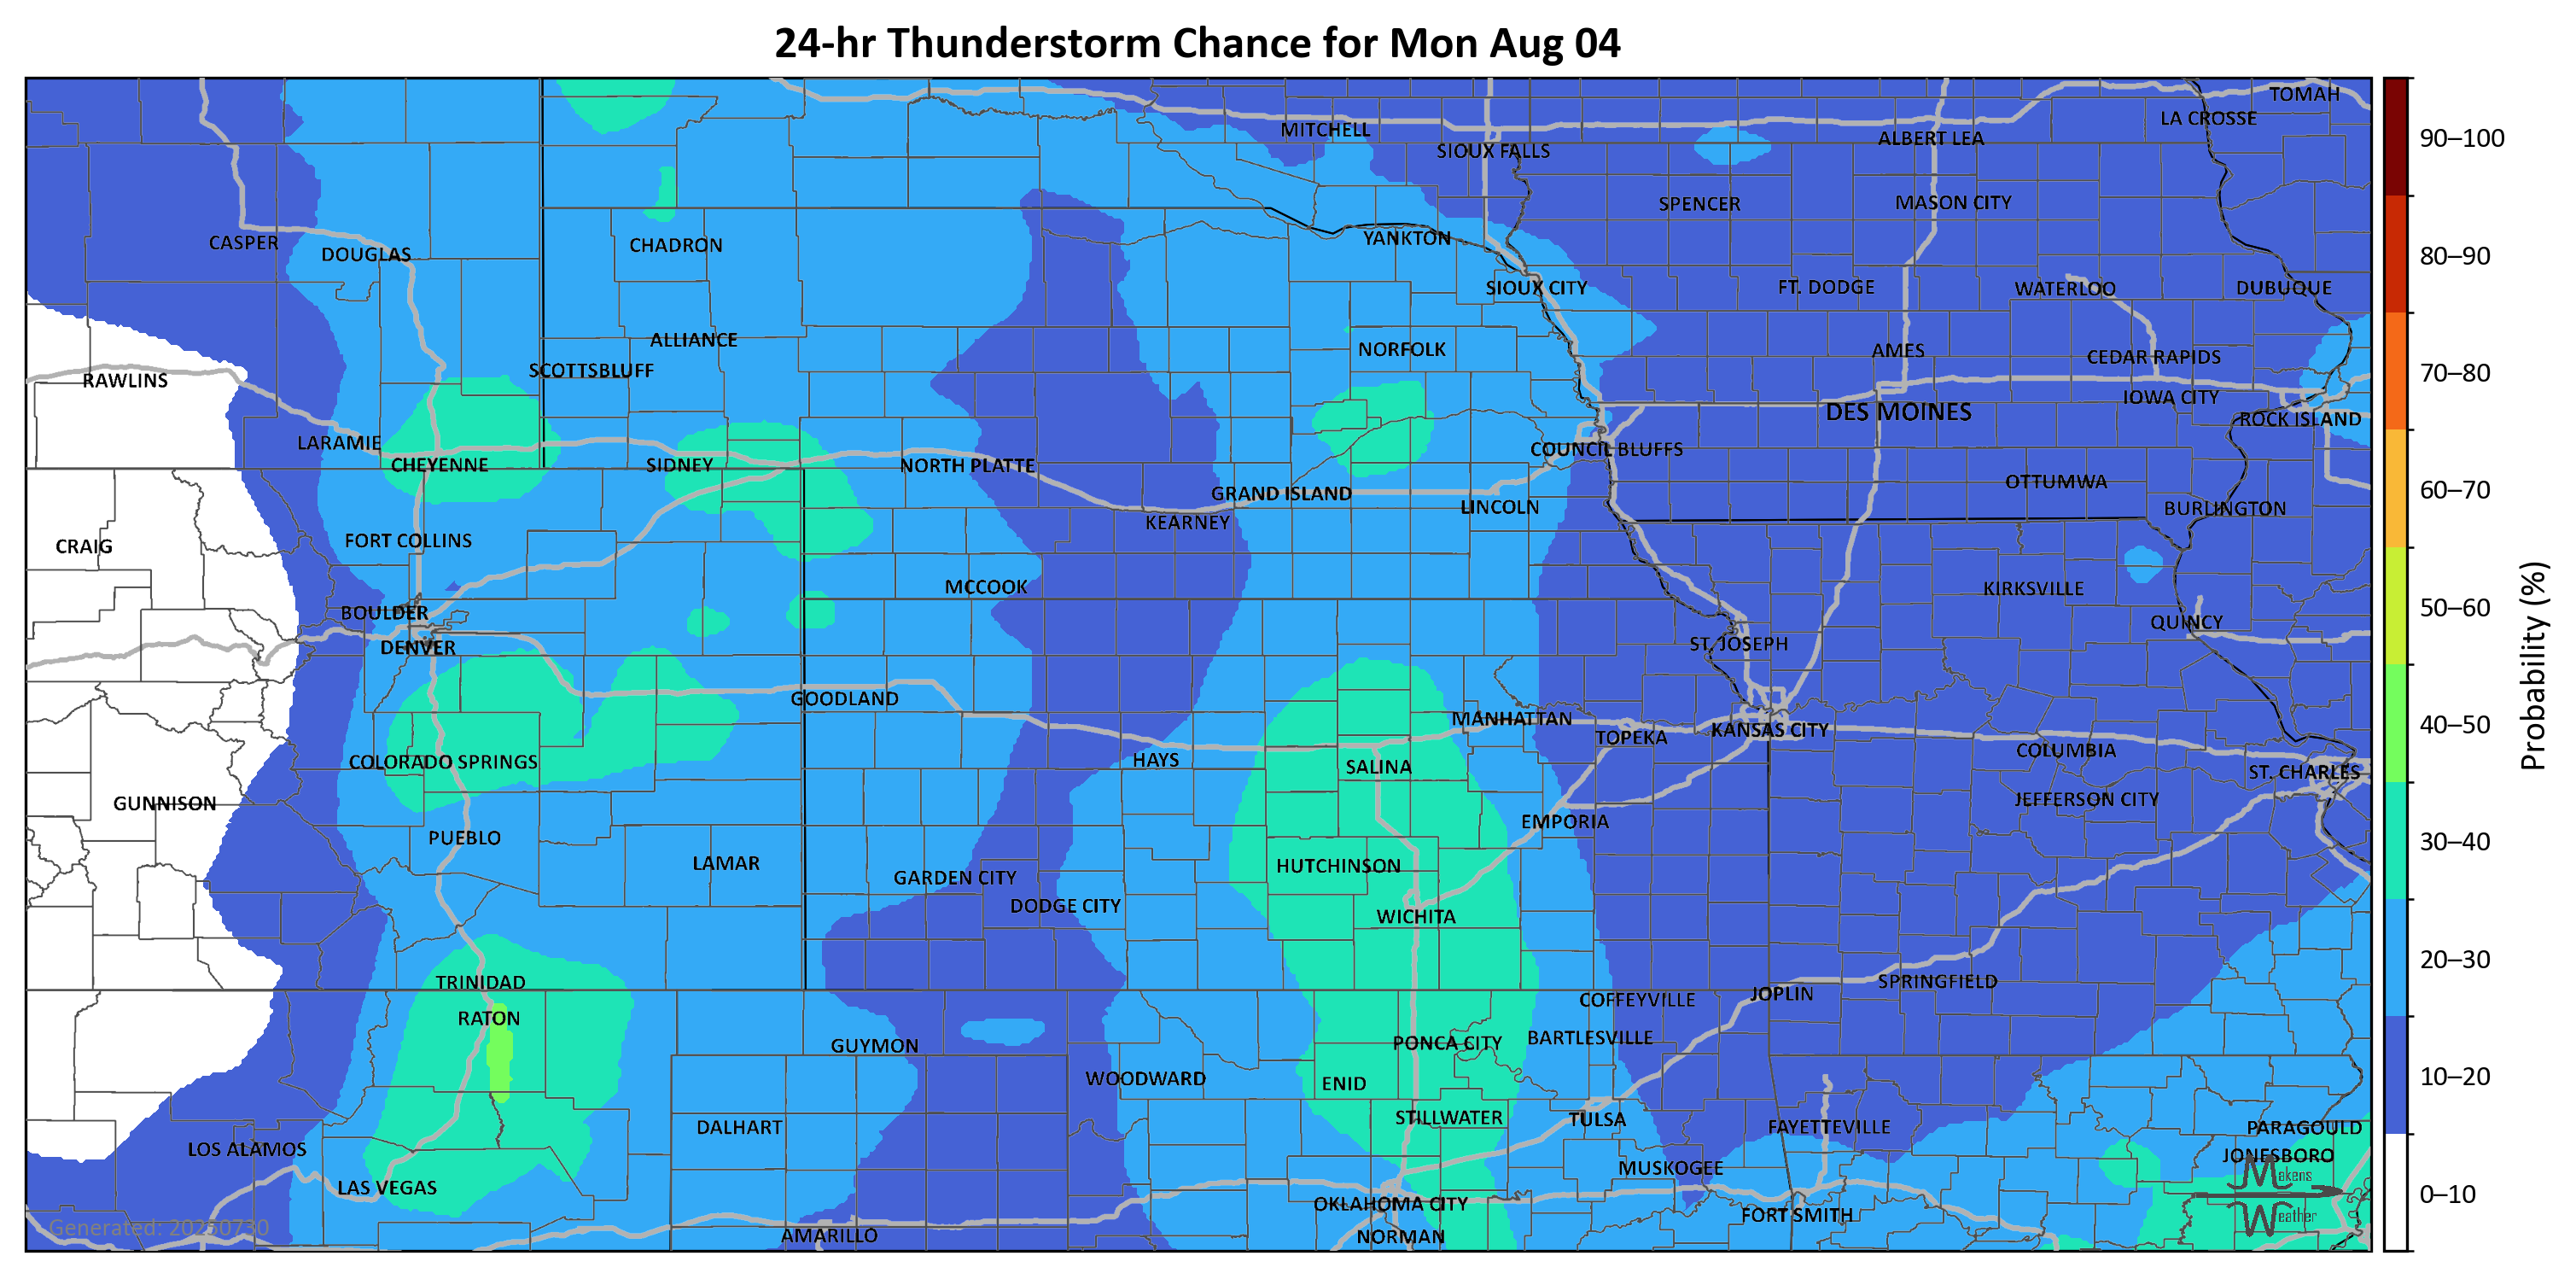 24-hr Thunderstorm Chance for Mon Aug 04
TOMAH
LA CROSSE
MITCHELL
ALBERT LEA
SIOUX FALLS
SPENCER
MASON CITY
CASPER
DOUGLAS
CHADRON
YANKTON
SIOUX CITY
FT. DODGE
WATERLOO
DUBUQUE
ALLIANCE
NORFOLK
AMES
CEDAR RAPIDS
RAWLINS
SCOTTSBLUFF
IOWA CITY
DES MOINES
ROCK ISLAND
LARAMIE
COUNCIL BLUFFS
CHEYENNE
SIDNEY
NORTH PLATTE
OTTUMWA
GRAND ISLAND
LINCOLN
BURLINGTON
KEARNEY
CRAIG
FORT COLLINS
MCCOOK
KIRKSVILLE
BOULDER
QUINCY
DENVER
ST. JOSEPH
GOODLAND
MANHATTAN
TOPEKA
KANSAS CITY
COLUMBIA
COLORADO SPRINGS
HAYS
SALINA
ST. CHARLES
GUNNISON
JEFFERSON CITY
PUEBLO
EMPORIA
LAMAR
HUTCHINSON
GARDEN CITY
DODGE CITY
WICHITA
TRINIDAD
SPRINGFIELD
JOPLIN
COFFEYVILLE
RATON
GUYMON
PONCA CITY
BARTLESVILLE
WOODWARD
ENID
DALHART
STILLWATER
TULSA
FAYETTEVILLE
PARAGOULD
LOS ALAMOS
JONESBORO
MUSKOGEE
LAS VEGAS
OKLAHOMA CITY
FORT SMITH
AMARILLO
NORMAN
Generated: 20250730
Makens
Weather
90–100
80–90
70–80
60–70
50–60
40–50
30–40
20–30
10–20
0–10
Probability (%)